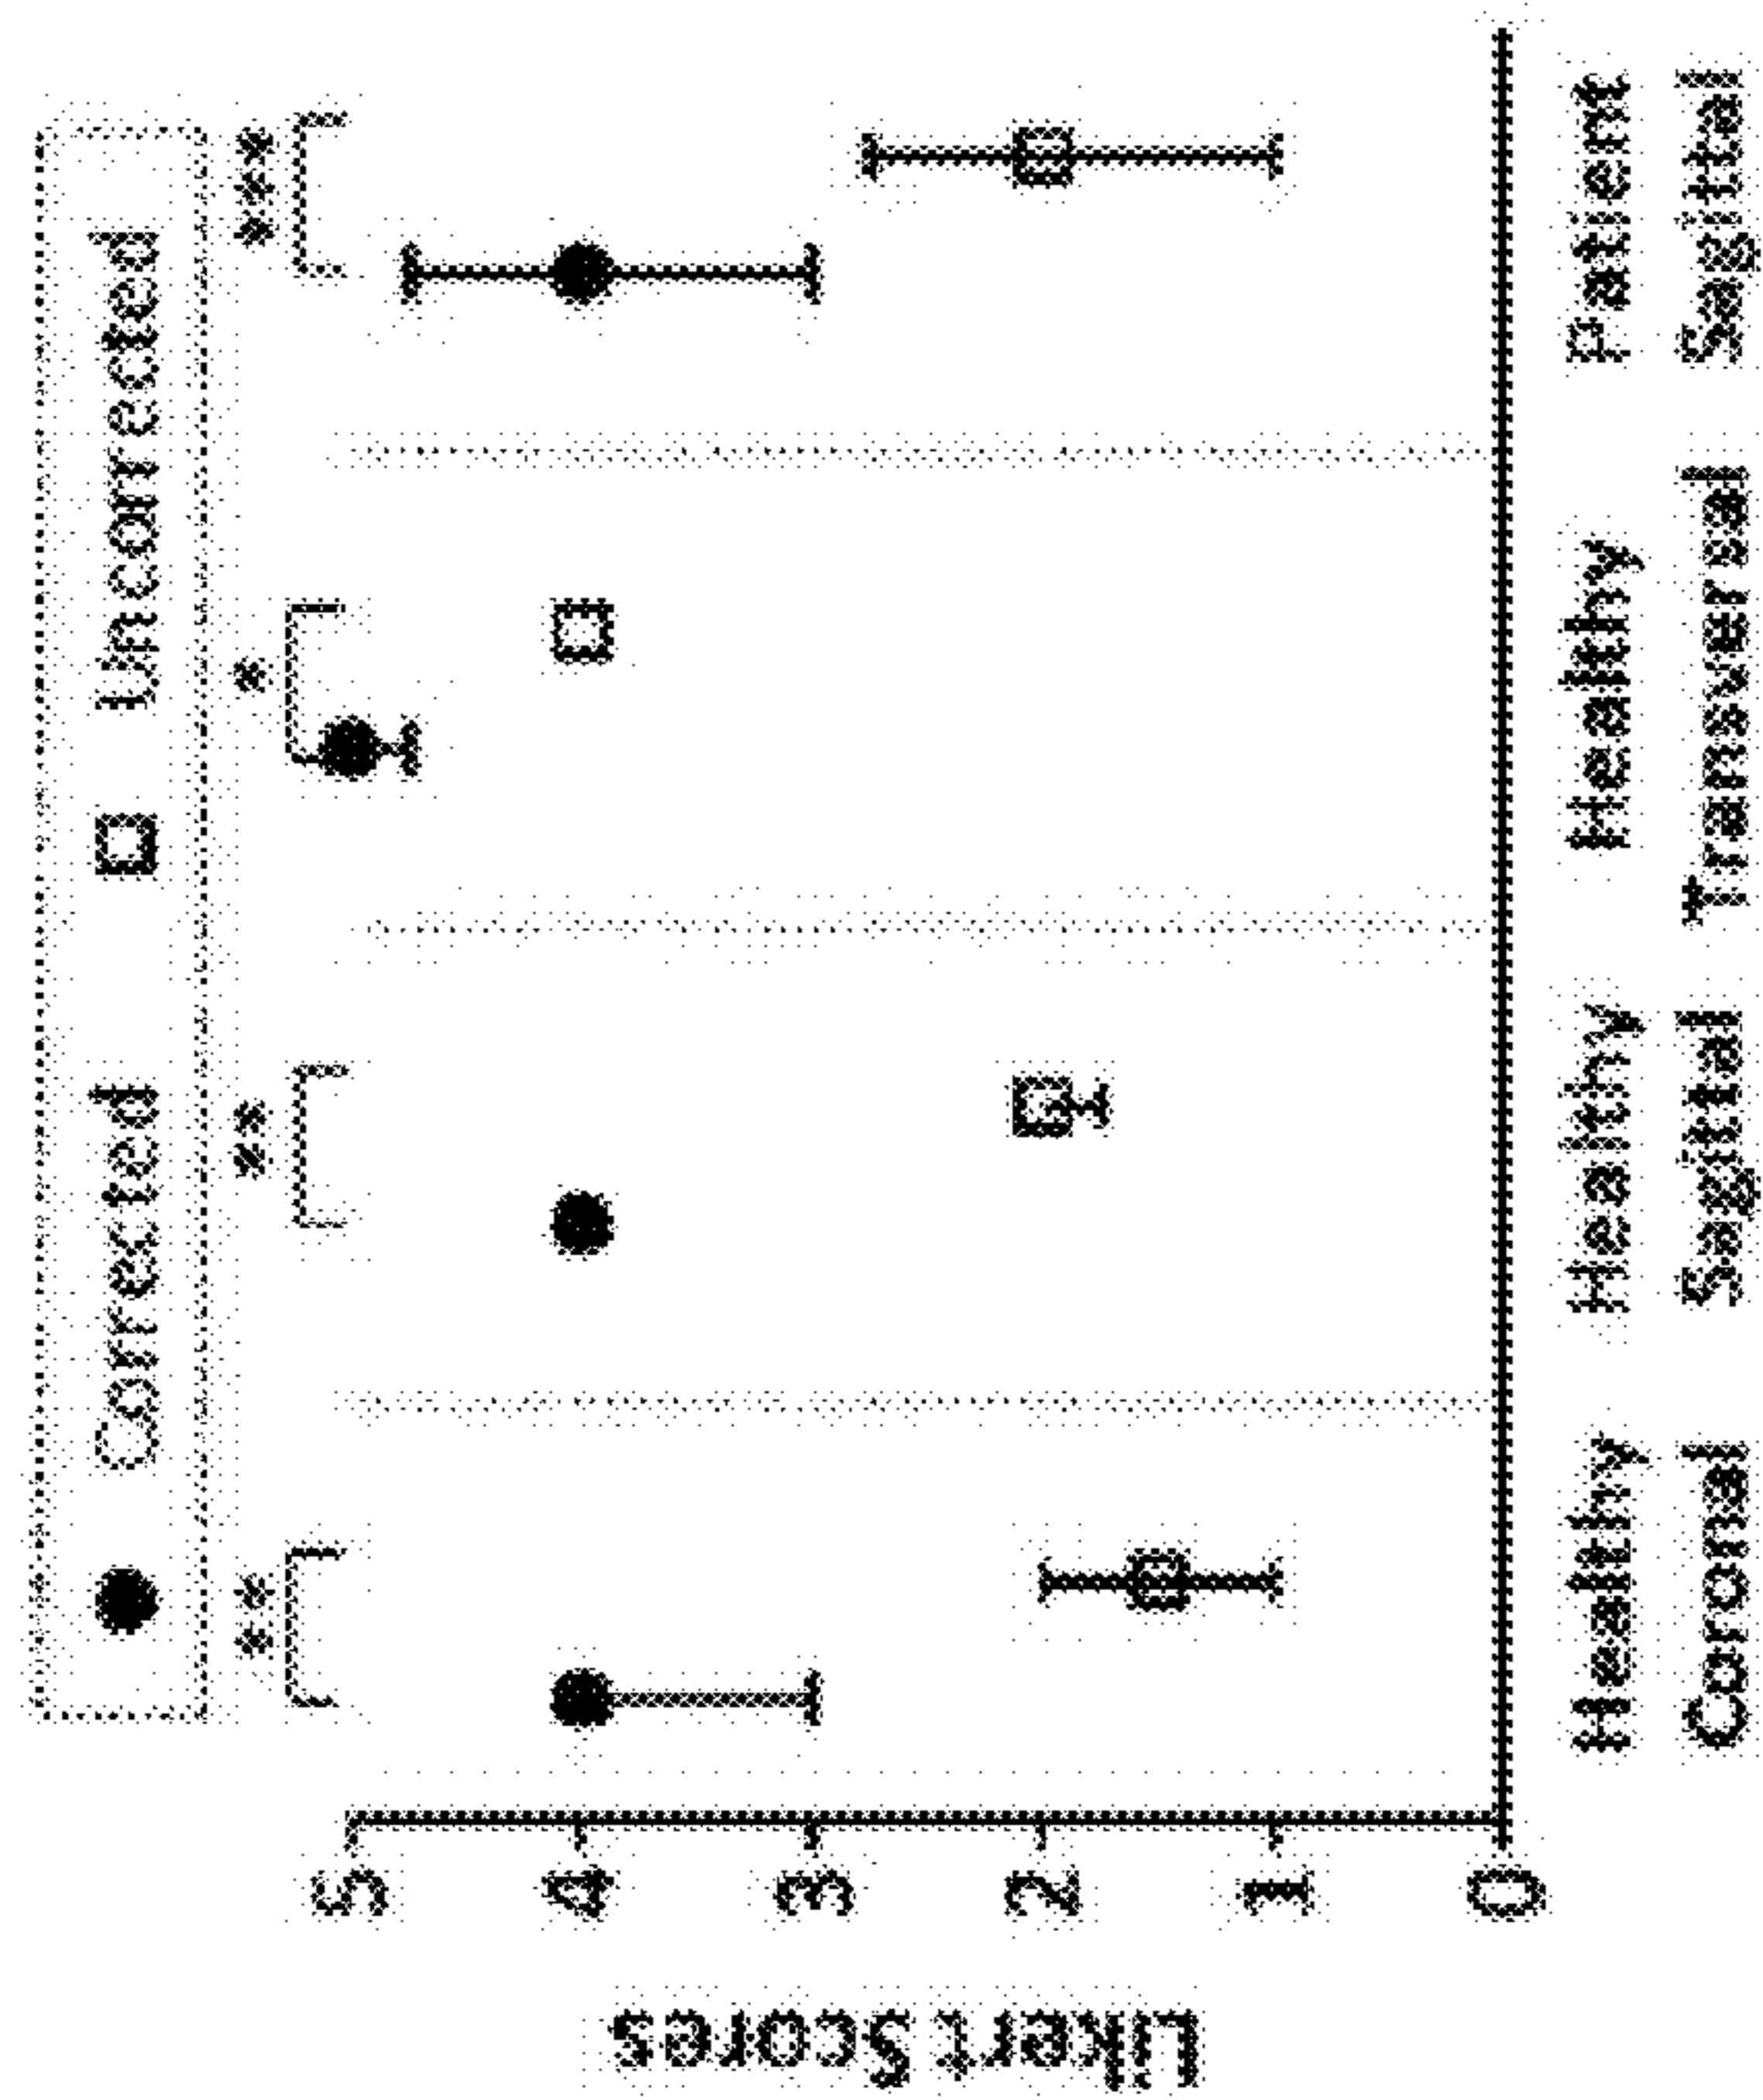 Corrected Uncorrected
** ** * ***
Likert Scores
5
4
3
2
1
0
Healthy Healthy Healthy Patient
Coronal Sagittal Transversal Sagittal